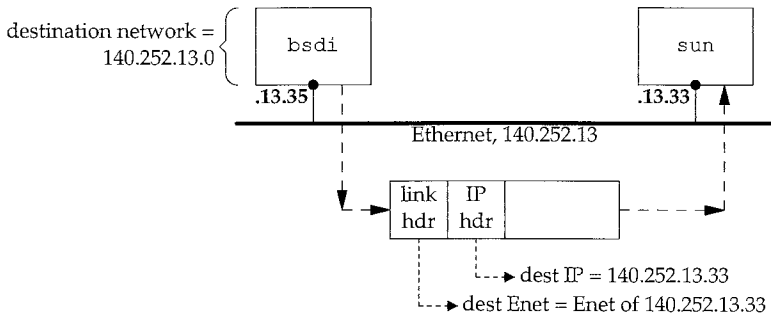 destination network =
140.252.13.0
bsdi
sun
.13.35
.13.33
Ethernet, 140.252.13
link
hdr
IP
hdr
dest IP = 140.252.13.33
dest Enet = Enet of 140.252.13.33